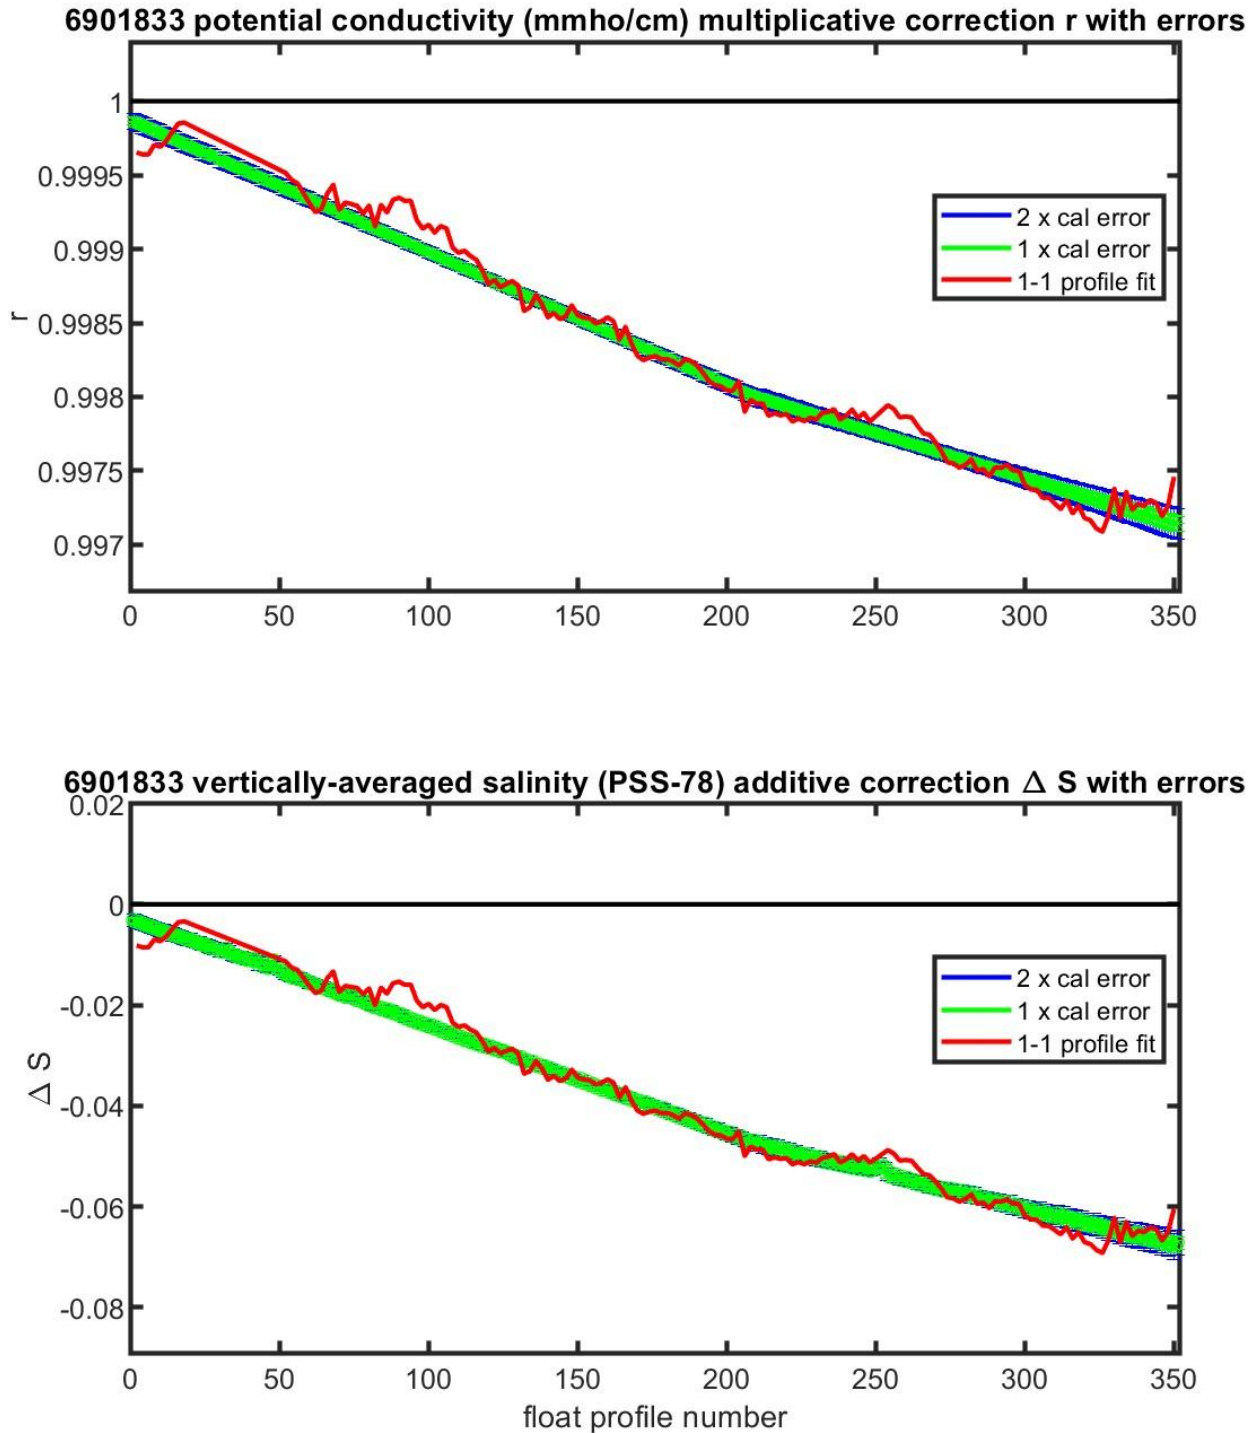 6901833 potential conductivity (mmho/cm) multiplicative correction r with errors
1
0.9995
0.999
0.9985
0.998
0.9975
0.997
r
2 x cal error
1 x cal error
1-1 profile fit
0 50 100 150 200 250 300 350
6901833 vertically-averaged salinity (PSS-78) additive correction Δ S with errors
0.02
0
-0.02
-0.04
-0.06
-0.08
Δ S
2 x cal error
1 x cal error
1-1 profile fit
0 50 100 150 200 250 300 350
float profile number